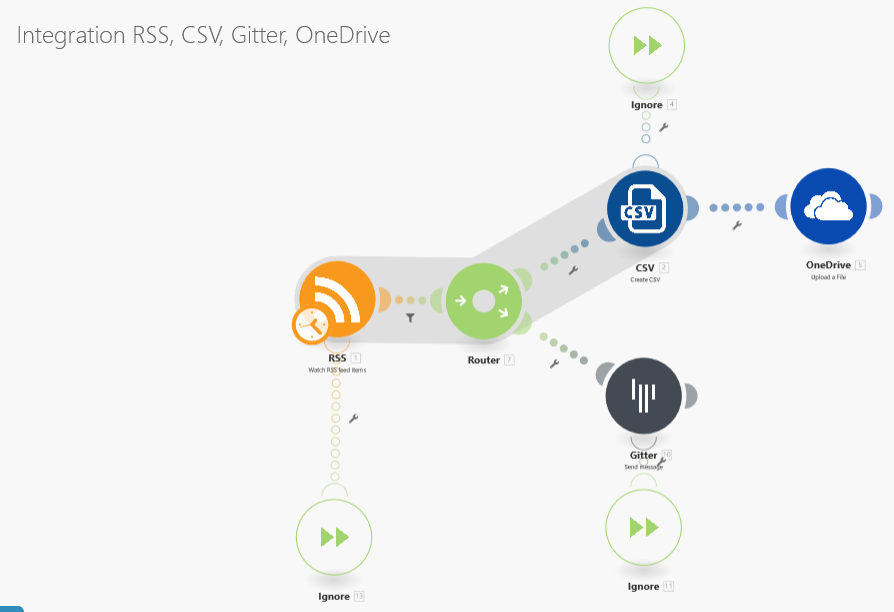 Integration RSS, CSV, Gitter, OneDrive
Ignore 4
CSV
CSV 2
Create CSV
OneDrive 5
Upload a File
RSS 1
Watch RSS feed items
Router 7
Gitter 10
Send message
Ignore 13
Ignore 11